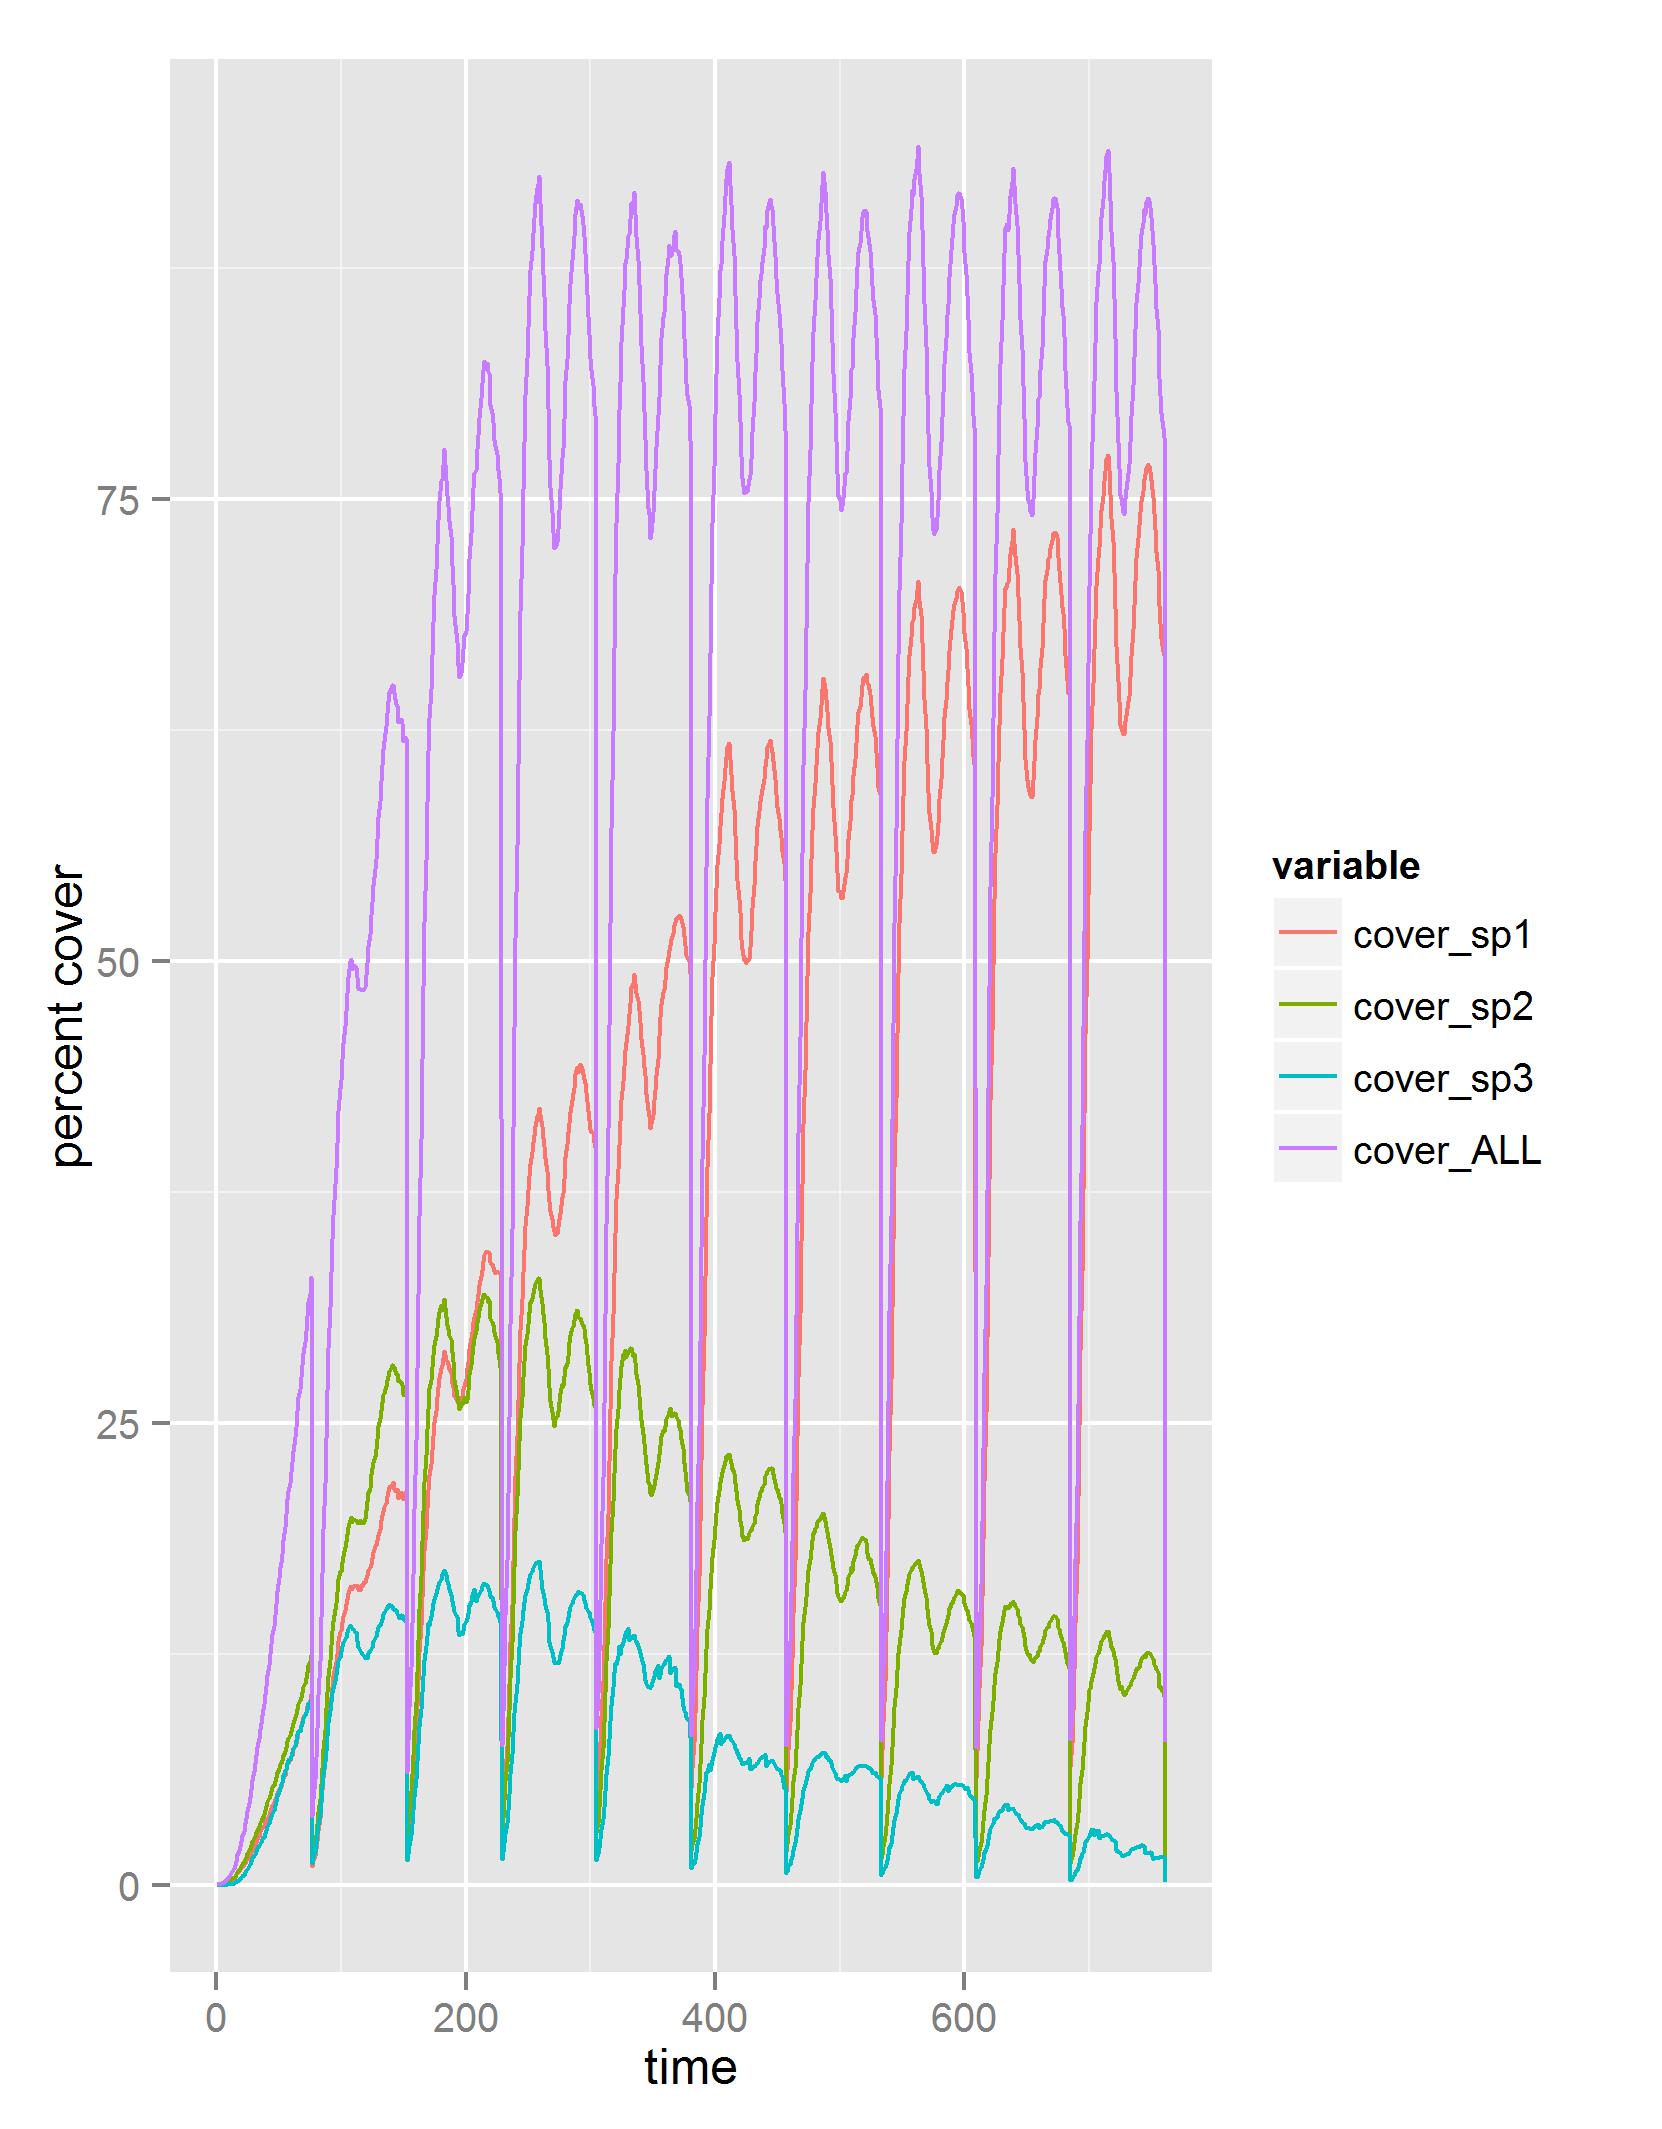 percent cover
75
50
25
0
0 200 400 600
time
variable
cover_sp1
cover_sp2
cover_sp3
cover_ALL